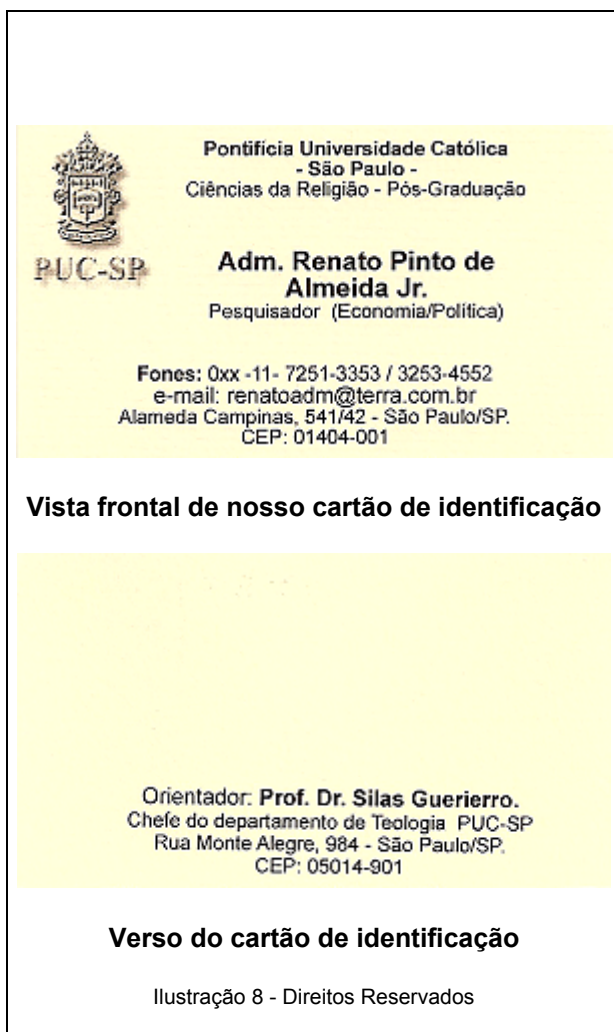 Pontifícia Universidade Católica
- São Paulo -
Ciências da Religião - Pós-Graduação
PUC-SP
Adm. Renato Pinto de
Almeida Jr.
Pesquisador (Economia/Política)
Fones: 0xx -11- 7251-3353 / 3253-4552
e-mail: renatoadm@terra.com.br
Alameda Campinas, 541/42 - São Paulo/SP.
CEP: 01404-001
Vista frontal de nosso cartão de identificação
Orientador: Prof. Dr. Silas Guerierro.
Chefe do departamento de Teologia PUC-SP
Rua Monte Alegre, 984 - São Paulo/SP.
CEP: 05014-901
Verso do cartão de identificação
Ilustração 8 - Direitos Reservados